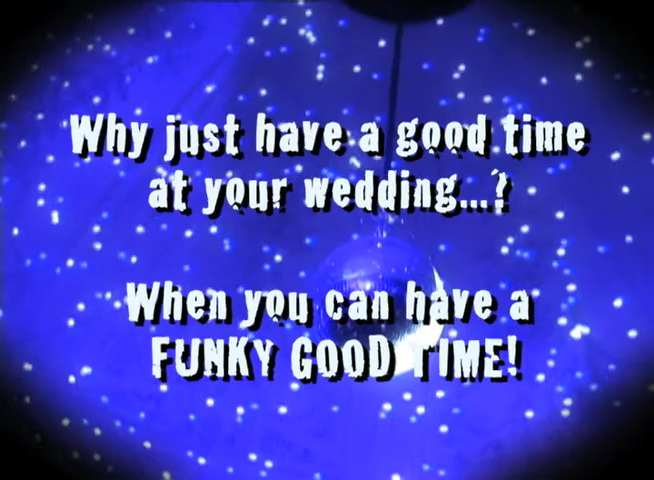 Why just have a good time
at your wedding...?
When you can have a
FUNKY GOOD TIME!